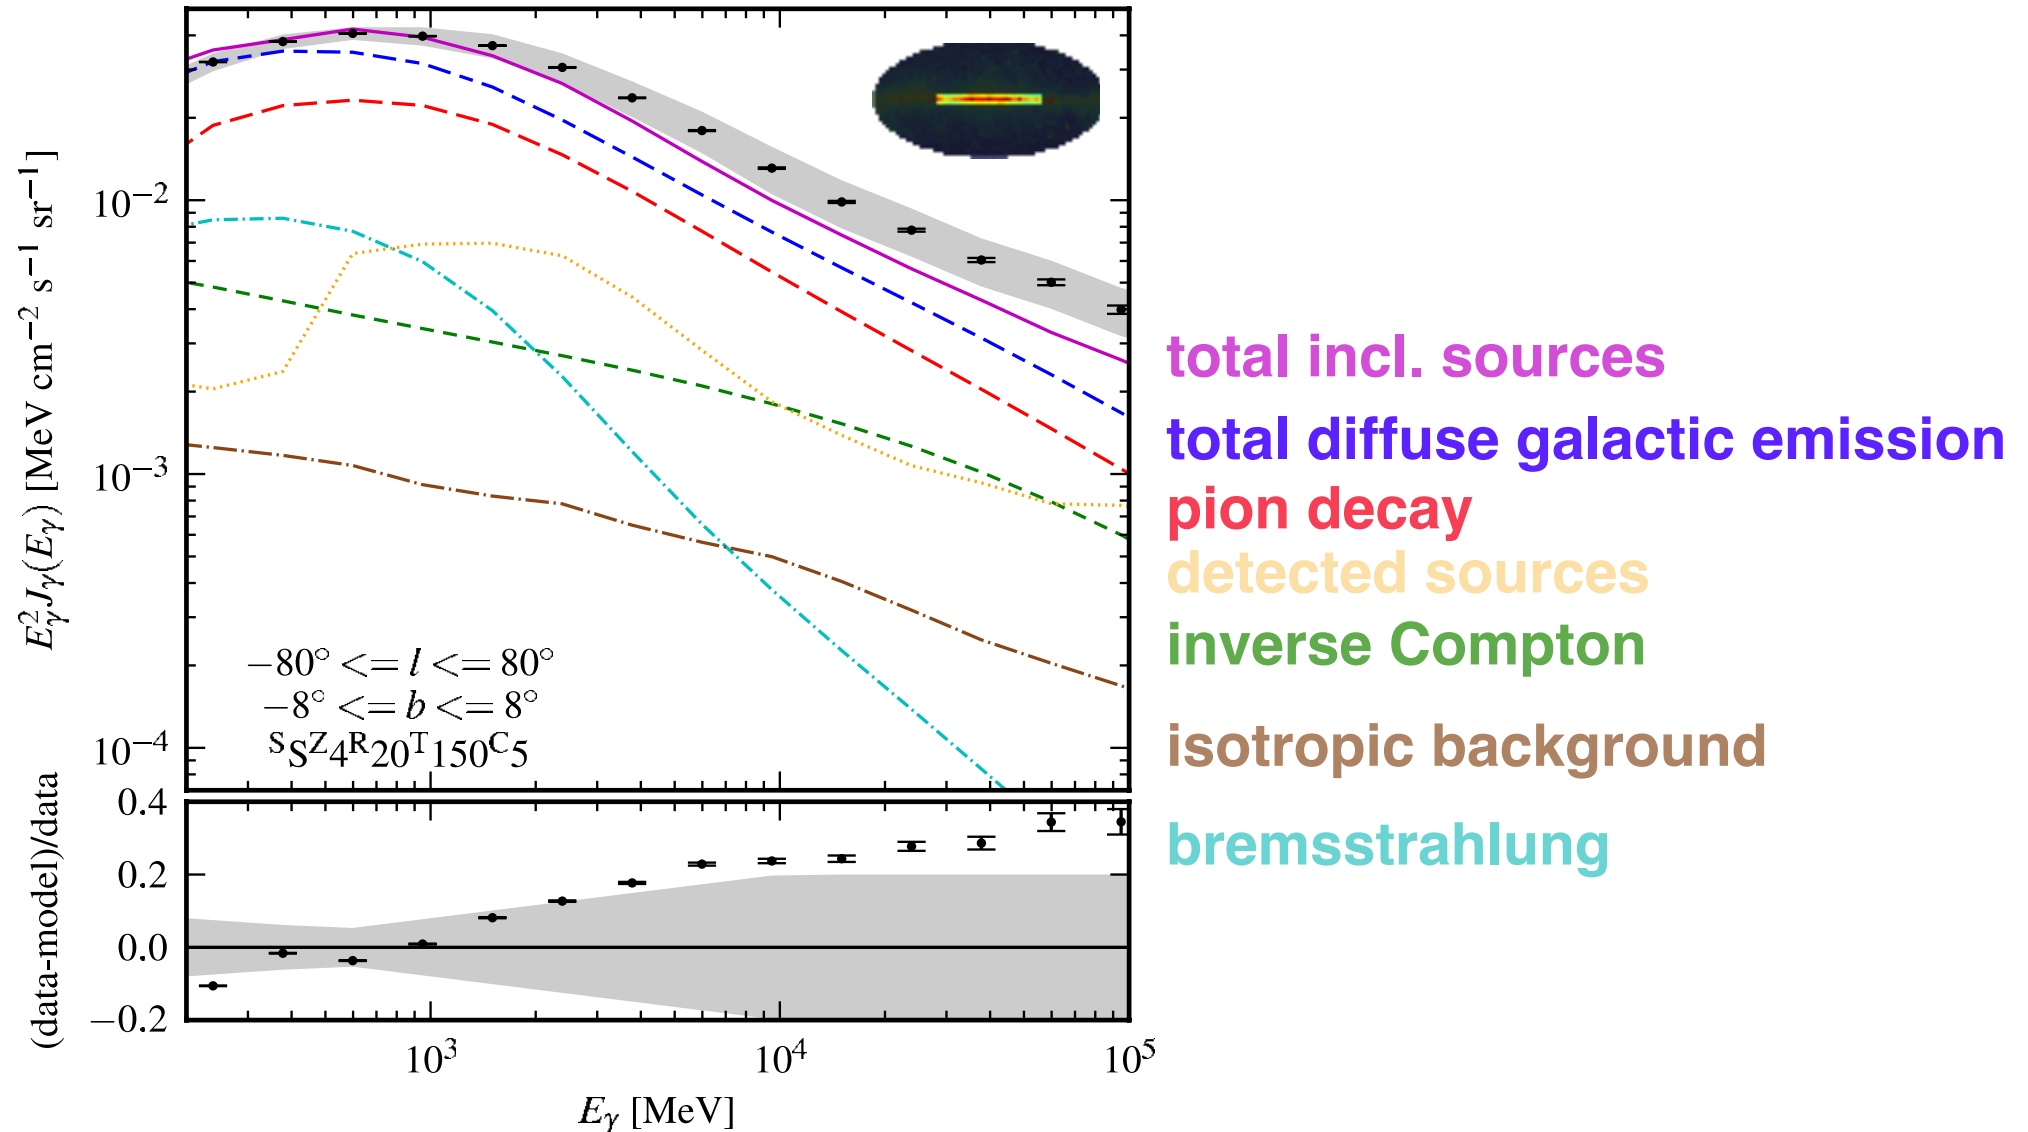 10⁻²
10⁻³
10⁻⁴
E²γJγ(Eγ) [MeV cm⁻² s⁻¹ sr⁻¹]
−80° <= l <= 80°
−8° <= b <= 8°
ˢSᶻ4ᴿ20ᵀ150ꟲ5
total incl. sources
total diffuse galactic emission
pion decay
detected sources
inverse Compton
isotropic background
bremsstrahlung
0.4
0.2
0.0
−0.2
(data-model)/data
10³
10⁴
10⁵
Eγ [MeV]